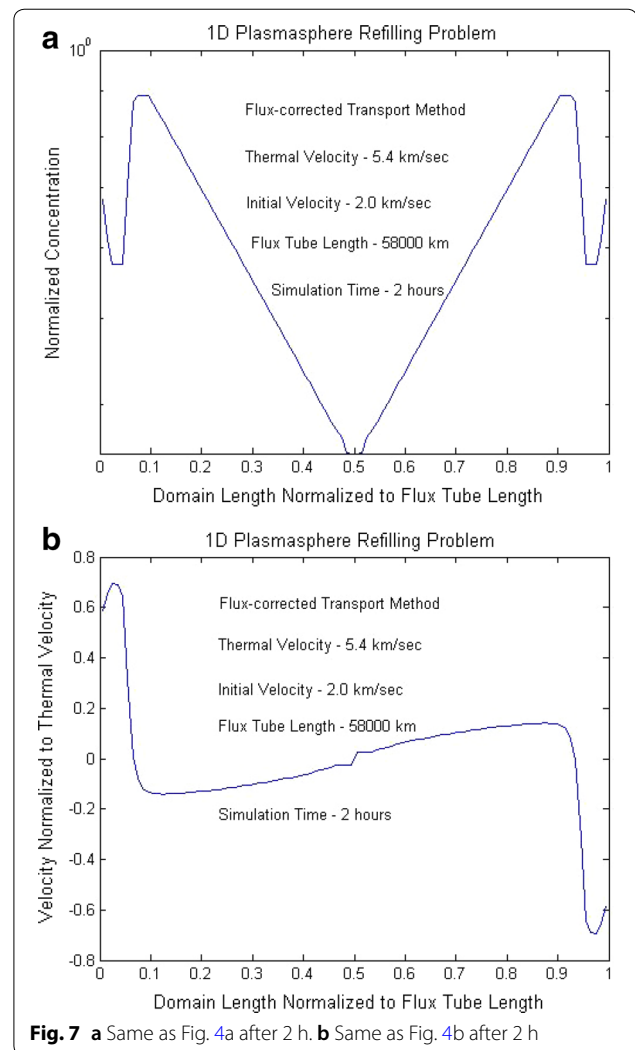 a
1D Plasmasphere Refilling Problem
10⁰
Flux-corrected Transport Method
Thermal Velocity - 5.4 km/sec
Initial Velocity - 2.0 km/sec
Flux Tube Length - 58000 km
Simulation Time - 2 hours
Normalized Concentration
0 0.1 0.2 0.3 0.4 0.5 0.6 0.7 0.8 0.9 1
Domain Length Normalized to Flux Tube Length
b
1D Plasmasphere Refilling Problem
0.8
0.6
0.4
0.2
0
-0.2
-0.4
-0.6
-0.8
Flux-corrected Transport Method
Thermal Velocity - 5.4 km/sec
Initial Velocity - 2.0 km/sec
Flux Tube Length - 58000 km
Simulation Time - 2 hours
Velocity Normalized to Thermal Velocity
0 0.1 0.2 0.3 0.4 0.5 0.6 0.7 0.8 0.9 1
Domain Length Normalized to Flux Tube Length
Fig. 7 a Same as Fig. 4a after 2 h. b Same as Fig. 4b after 2 h